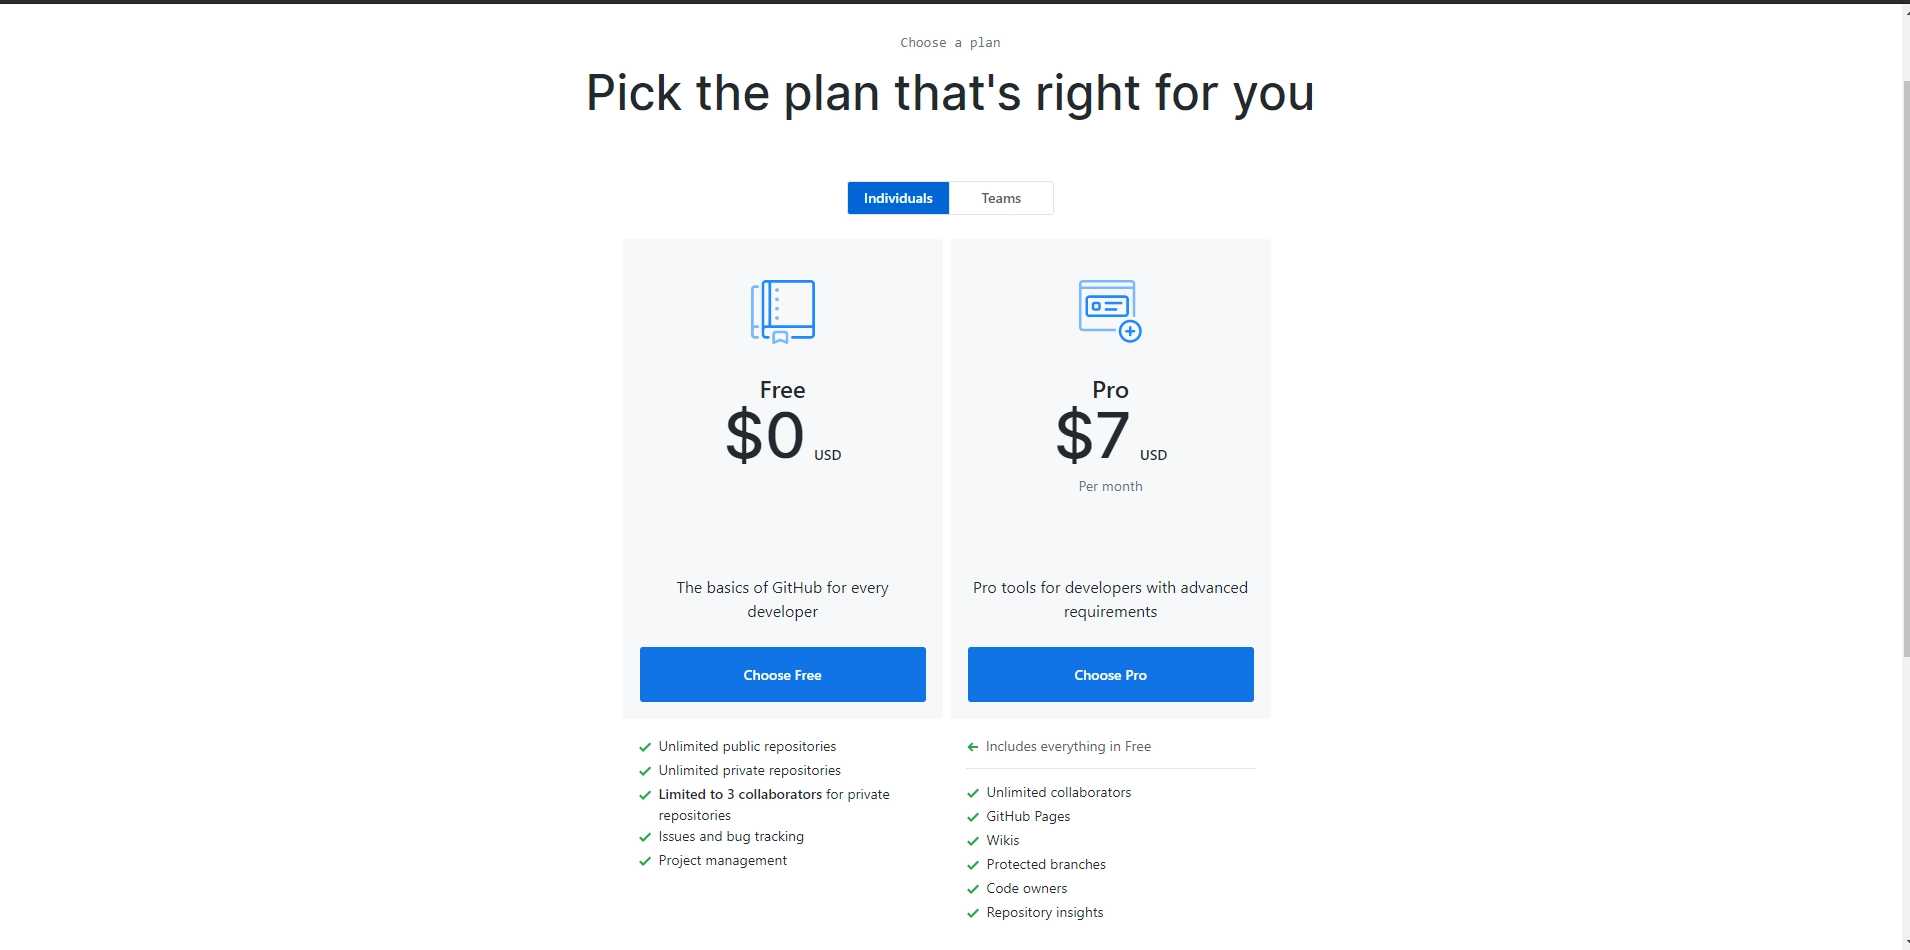 Choose a plan
Pick the plan that's right for you
Individuals
Teams
Free
$0 USD
The basics of GitHub for every
developer
Choose Free
Unlimited public repositories
Unlimited private repositories
Limited to 3 collaborators for private
repositories
Issues and bug tracking
Project management
Pro
$7 USD
Per month
Pro tools for developers with advanced
requirements
Choose Pro
Includes everything in Free
Unlimited collaborators
GitHub Pages
Wikis
Protected branches
Code owners
Repository insights